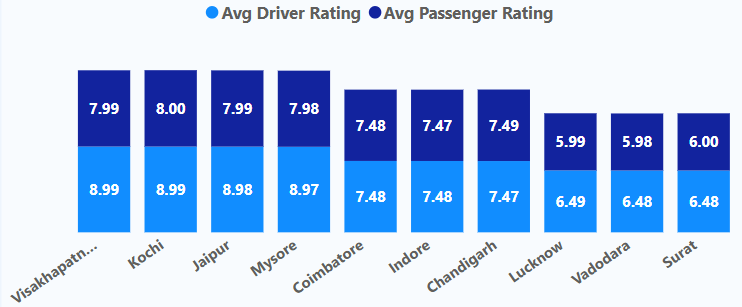 Avg Driver Rating Avg Passenger Rating
7.99 8.00 7.99 7.98 7.48 7.47 7.49 5.99 5.98 6.00
8.99 8.99 8.98 8.97 7.48 7.48 7.47 6.49 6.48 6.48
Visakhapatn... Kochi Jaipur Mysore Coimbatore Indore Chandigarh Lucknow Vadodara Surat